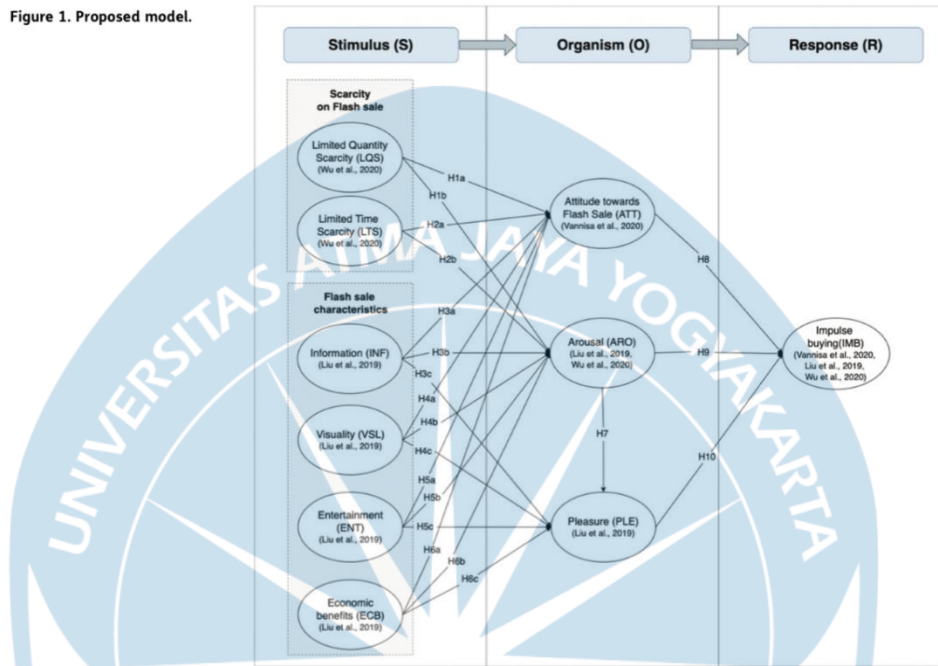 Figure 1. Proposed model.
Stimulus (S)
Organism (O)
Response (R)
Scarcity
on Flash sale
Limited Quantity
Scarcity (LQS)
(Wu et al., 2020)
Limited Time
Scarcity (LTS)
(Wu et al., 2020)
Flash sale
characteristics
Information (INF)
(Liu et al., 2019)
Visuality (VSL)
(Liu et al., 2019)
Entertainment
(ENT)
(Liu et al., 2019)
Economic
benefits (ECB)
(Liu et al., 2019)
H1a
H1b
H2a
H2b
H3a
H3b
H3c
H4a
H4b
H4c
H5a
H5b
H5c
H6a
H6b
H6c
Attitude towards
Flash Sale (ATT)
(Vannisa et al., 2020)
Arousal (ARO)
(Liu et al., 2019,
Wu et al., 2020)
H7
Pleasure (PLE)
(Liu et al., 2019)
H8
H9
H10
Impulse
buying(IMB)
(Vannisa et al., 2020,
Liu et al., 2019,
Wu et al., 2020)
UNIVERSITAS ATMA JAYA YOGYAKARTA